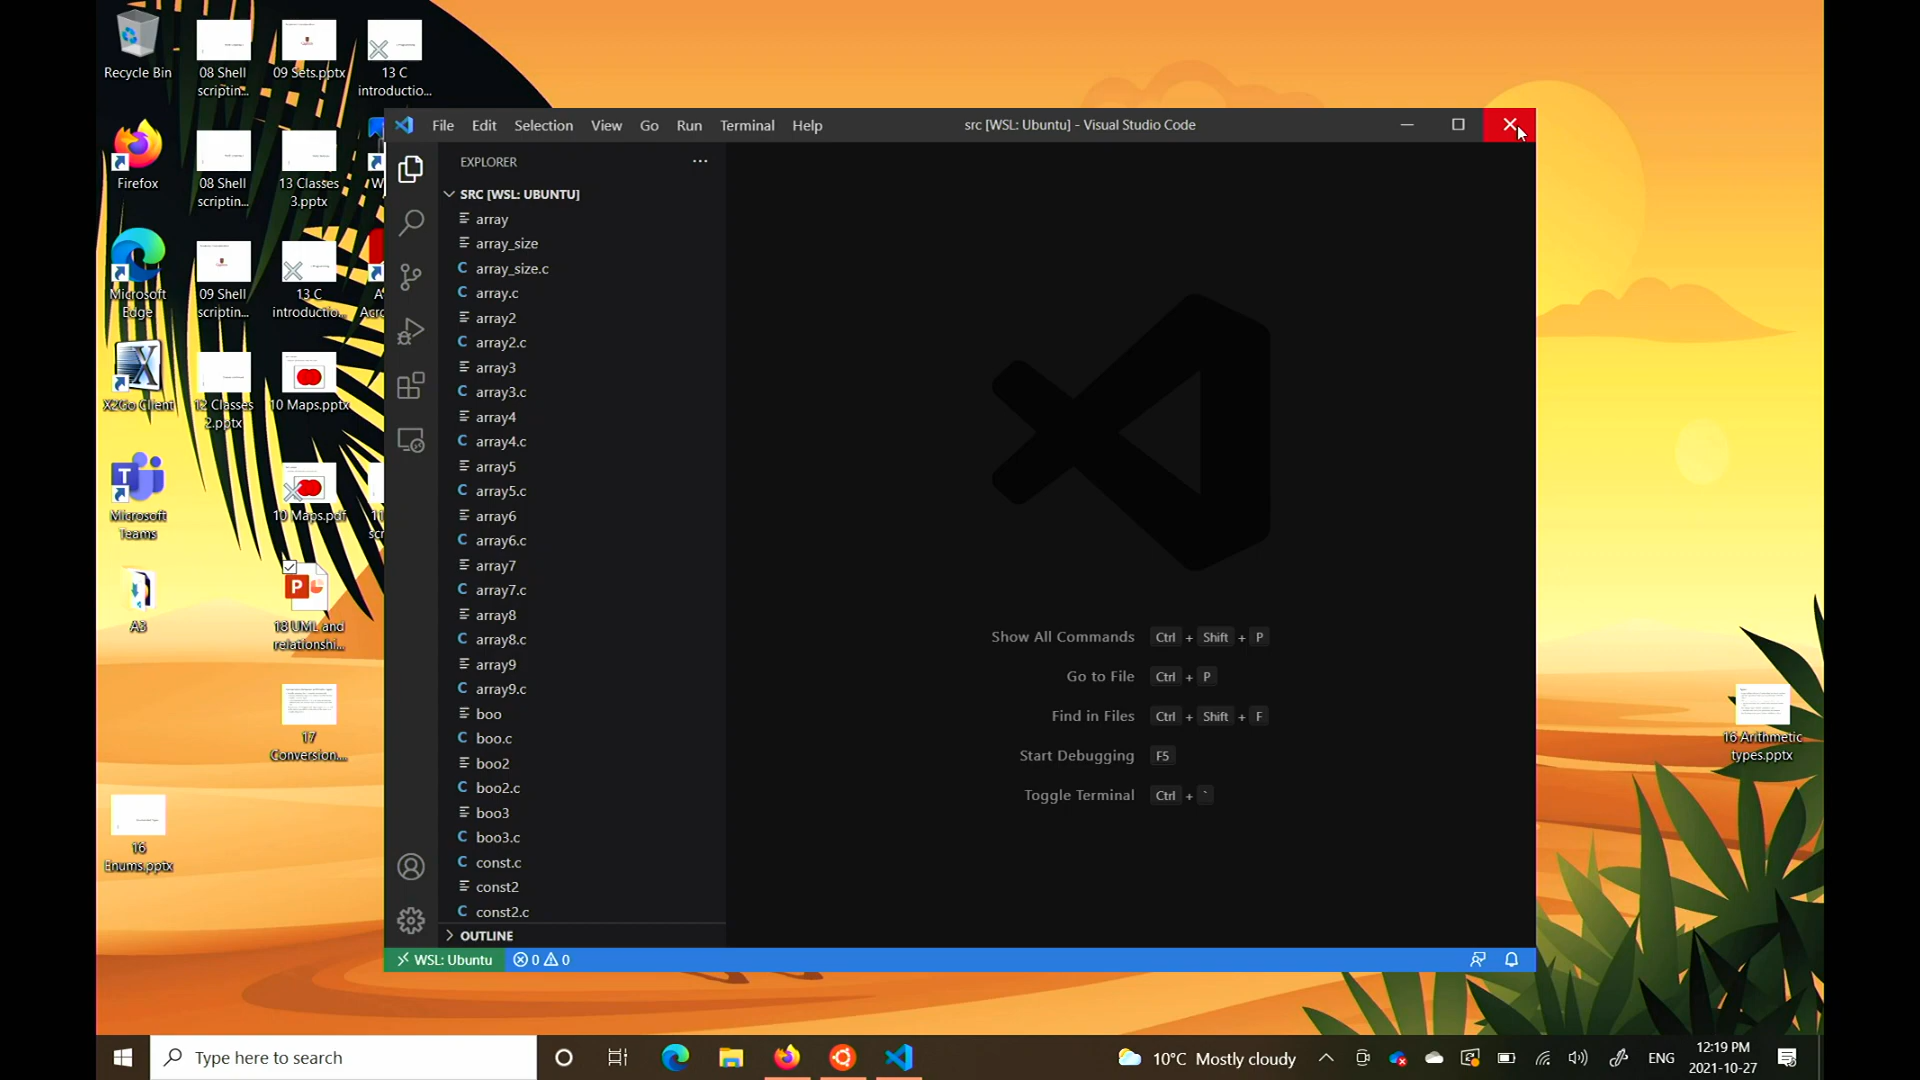 Recycle Bin
08 Shell
scriptin...
09 Sets.pptx
13 C
introductio...
Firefox
08 Shell
scriptin...
13 Classes
3.pptx
Microsoft
Edge
09 Shell
scriptin...
13 C
introductio...
X2Go Client
12 Classes
2.pptx
10 Maps.pptx
Microsoft
Teams
10 Maps.pdf
A3
18 UML and
relationshi...
17
Conversion....
16
Enums.pptx
16 Arithmetic
types.pptx
File Edit Selection View Go Run Terminal Help
src [WSL: Ubuntu] - Visual Studio Code
EXPLORER
SRC [WSL: UBUNTU]
array
array_size
C array_size.c
C array.c
array2
C array2.c
array3
C array3.c
array4
C array4.c
array5
C array5.c
array6
C array6.c
array7
C array7.c
array8
C array8.c
array9
C array9.c
boo
C boo.c
boo2
C boo2.c
boo3
C boo3.c
C const.c
const2
C const2.c
OUTLINE
Show All Commands Ctrl + Shift + P
Go to File Ctrl + P
Find in Files Ctrl + Shift + F
Start Debugging F5
Toggle Terminal Ctrl + `
WSL: Ubuntu 0 0
Type here to search
10°C Mostly cloudy
ENG
12:19 PM
2021-10-27